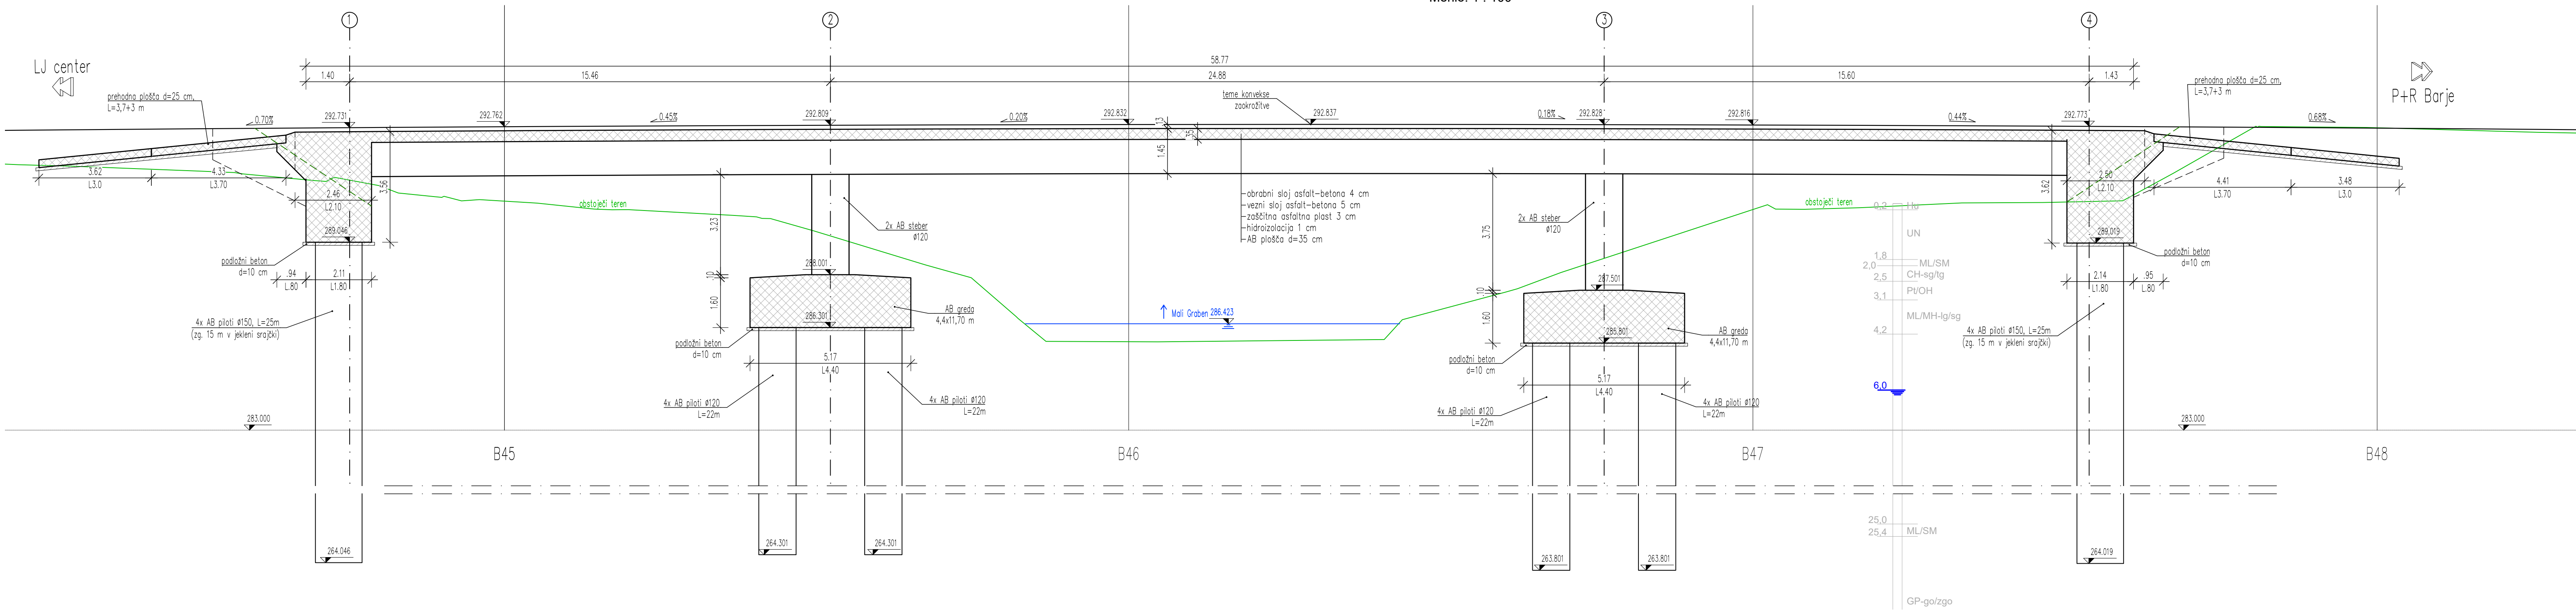 1
2
3
4
LJ center
P+R Barje
58.77
1.40
15.46
24.88
15.60
1.43
prehodna plošča d=25 cm,
L=3,7+3 m
teme konvekse
zaokrožitve
prehodna plošča d=25 cm,
L=3,7+3 m
0.70%
292.731
292.762
0.45%
292.809
0.20%
292.832
.13
.35
292.837
0.18%
292.828
292.816
0.44%
292.773
0.68%
1.45
3.62
L3.0
4.33
L3.70
2.46
L2.10
3.56
obstoječi teren
3.23
2x AB steber
ø120
obrabni sloj asfalt-betona 4 cm
vezni sloj asfalt-betona 5 cm
zaščitna asfaltna plast 3 cm
hidroizolacija 1 cm
AB plošča d=35 cm
3.75
2x AB steber
ø120
obstoječi teren
3.62
2.50
L2.10
4.41
L3.70
3.48
L3.0
289.046
289.019
podložni beton
d=10 cm
podložni beton
d=10 cm
.94
L.80
2.11
L1.80
2.14
L1.80
.95
L.80
288.001
.10
1.60
287.501
.10
1.60
AB greda
4,4x11,70 m
286.301
Mali Graben 286.423
AB greda
4,4x11,70 m
285.801
4x AB piloti ø150, L=25m
(zg. 15 m v jekleni srajčki)
4x AB piloti ø150, L=25m
(zg. 15 m v jekleni srajčki)
podložni beton
d=10 cm
podložni beton
d=10 cm
5.17
L4.40
5.17
L4.40
4x AB piloti ø120
L=22m
4x AB piloti ø120
L=22m
4x AB piloti ø120
L=22m
4x AB piloti ø120
L=22m
0,2
Hu
UN
1,8
2,0
ML/SM
2,5
CH-sg/tg
Pt/OH
3,1
ML/MH-lg/sg
4,2
6,0
283.000
283.000
B45
B46
B47
B48
25,0
25,4
ML/SM
264.046
264.301
264.301
263.801
263.801
264.019
GP-go/zgo